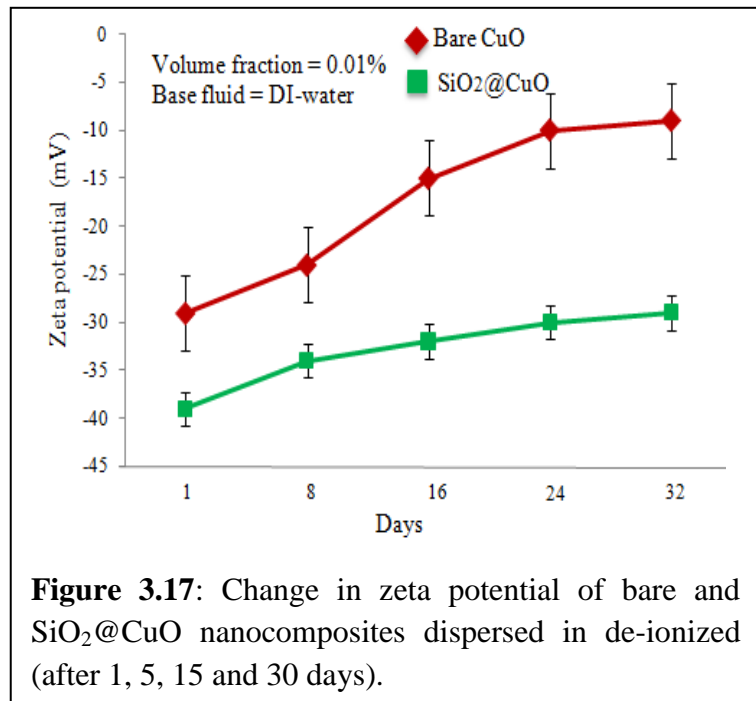 0
-5
-10
-15
-20
-25
-30
-35
-40
-45
Zeta potential (mV)
Volume fraction = 0.01%
Base fluid = DI-water
Bare CuO
SiO₂@CuO
1 8 16 24 32
Days
Figure 3.17: Change in zeta potential of bare and
SiO₂@CuO nanocomposites dispersed in de-ionized
(after 1, 5, 15 and 30 days).